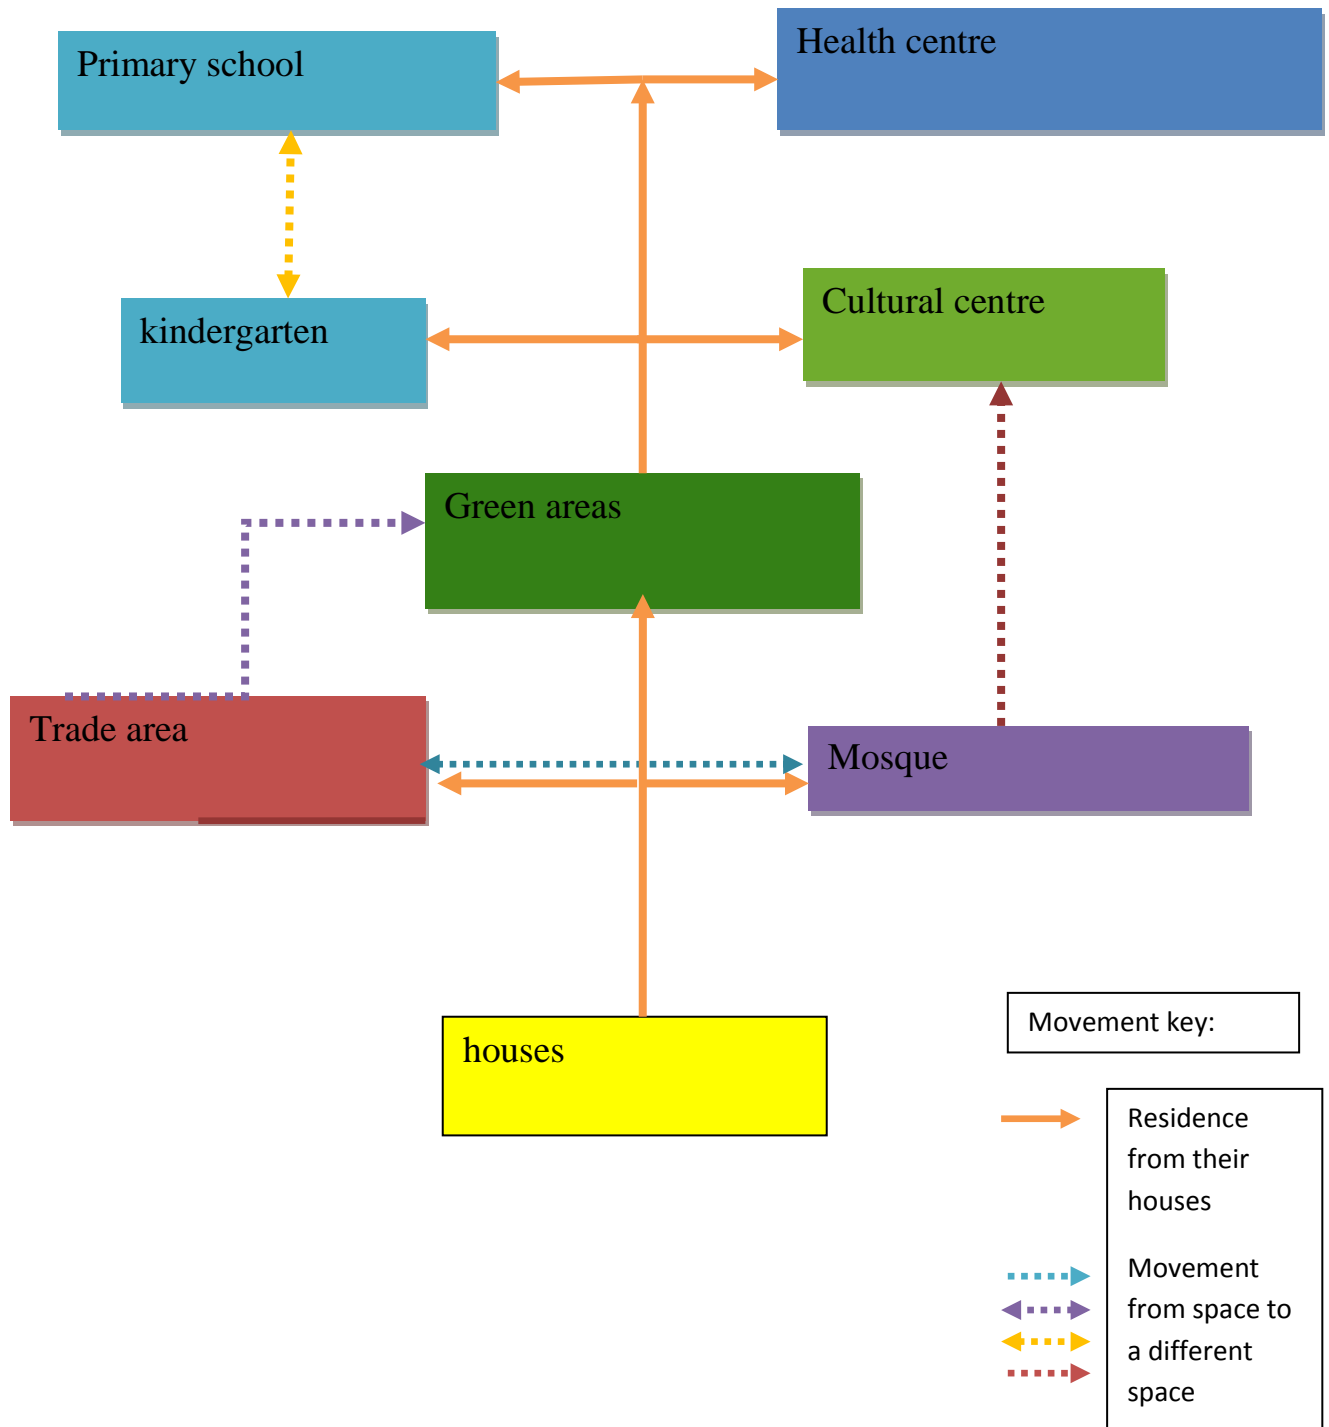 Primary school
Health centre
kindergarten
Cultural centre
Green areas
Trade area
Mosque
houses
Movement key:
Residence
from their
houses
Movement
from space to
a different
space